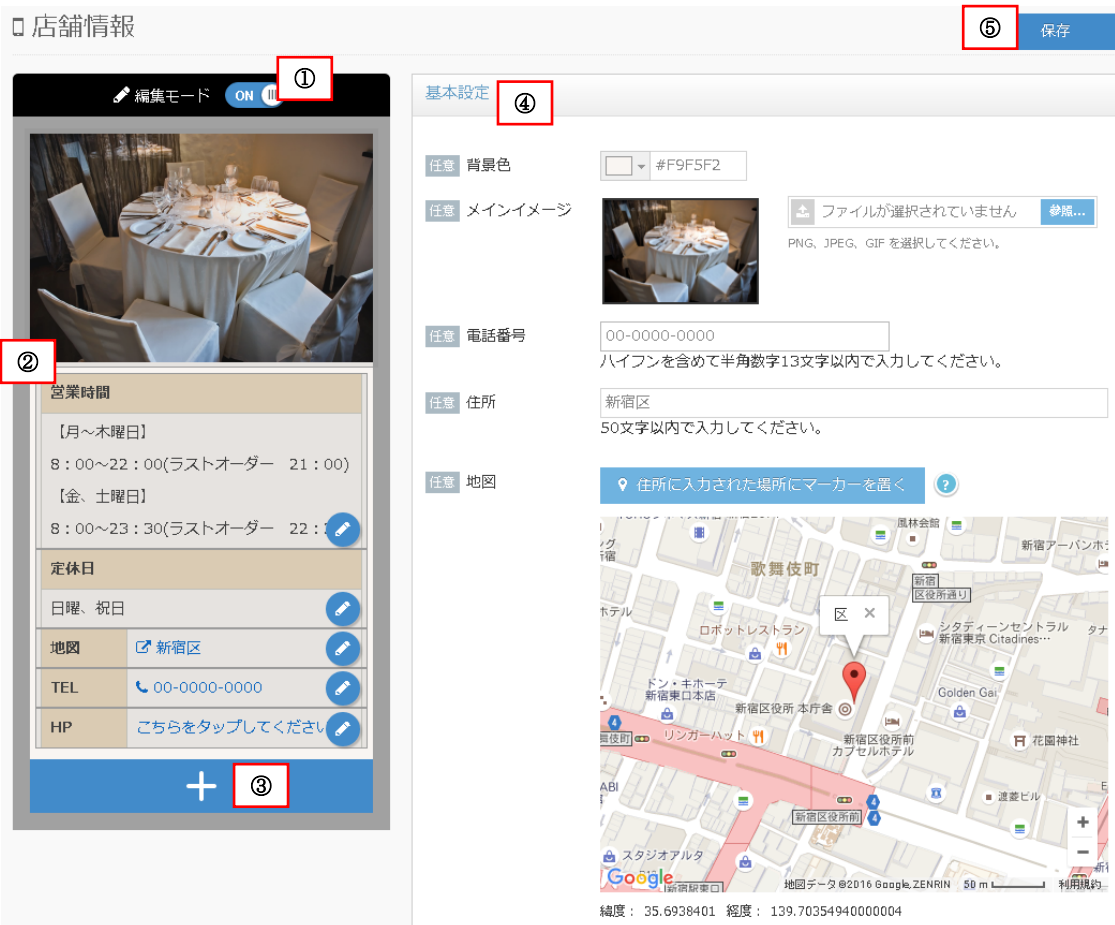 店舗情報
⑤
保存
①
編集モード ON
②
営業時間
【月～木曜日】
8：00～22：00(ラストオーダー 21：00)
【金、土曜日】
8：00～23：30(ラストオーダー 22：
定休日
日曜、祝日
地図 新宿区
TEL 00-0000-0000
HP こちらをタップしてくださ
③
基本設定
④
任意 背景色 #F9F5F2
任意 メインイメージ
ファイルが選択されていません 参照...
PNG、JPEG、GIF を選択してください。
任意 電話番号 00-0000-0000
ハイフンを含めて半角数字13文字以内で入力してください。
任意 住所 新宿区
50文字以内で入力してください。
任意 地図
住所に入力された場所にマーカーを置く ?
風林会館
新宿アーバンホ
歌舞伎町
新宿
区役所通り
ホテル
区 ×
ロボットレストラン
シタディーンセントラル
新宿東京 Citadines…
タナ
ドン・キホーテ
新宿東口本店
Golden Gai
新宿区役所 本庁舎
リンガーハット
新宿区役所前
カプセルホテル
花園神社
ABI
渡菱ビル
新宿区役所前
4
4
4
+
−
スタジオアルタ
Google
新宿駅東口
地図データ ©2016 Google, ZENRIN 50 m 利用規約
緯度： 35.6938401 経度： 139.70354940000004